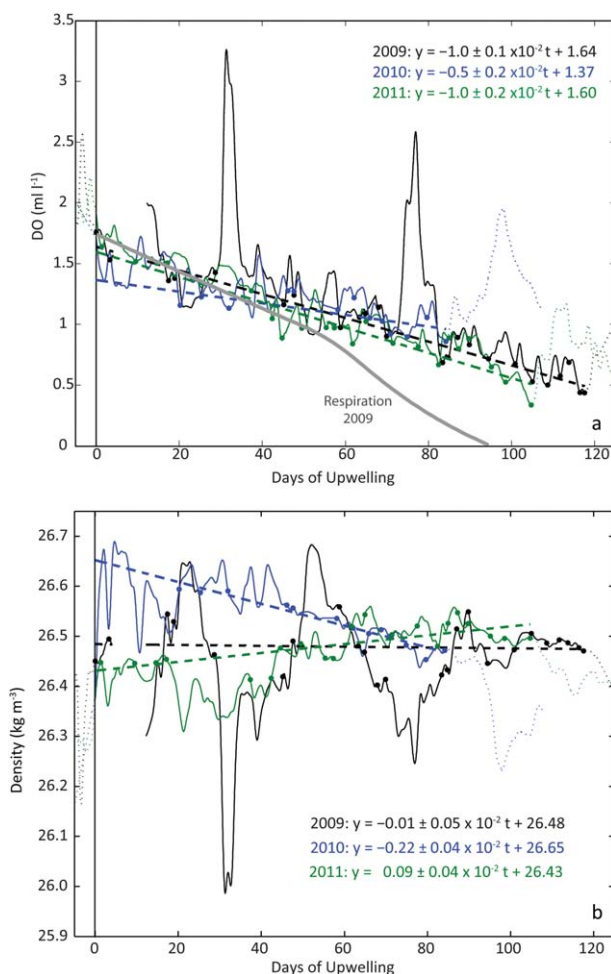 3.5
3
2.5
2
1.5
1
0.5
0
DO (ml l⁻¹)
2009: y = −1.0 ± 0.1 x10⁻² t + 1.64
2010: y = −0.5 ± 0.2 x10⁻² t + 1.37
2011: y = −1.0 ± 0.2 x10⁻² t + 1.60
Respiration
2009
a
0 20 40 60 80 100 120
Days of Upwelling
26.7
26.6
26.5
26.4
26.3
26.2
26.1
26.0
25.9
Density (kg m⁻³)
2009: y = −0.01 ± 0.05 x 10⁻² t + 26.48
2010: y = −0.22 ± 0.04 x 10⁻² t + 26.65
2011: y = 0.09 ± 0.04 x 10⁻² t + 26.43
b
0 20 40 60 80 100 120
Days of Upwelling